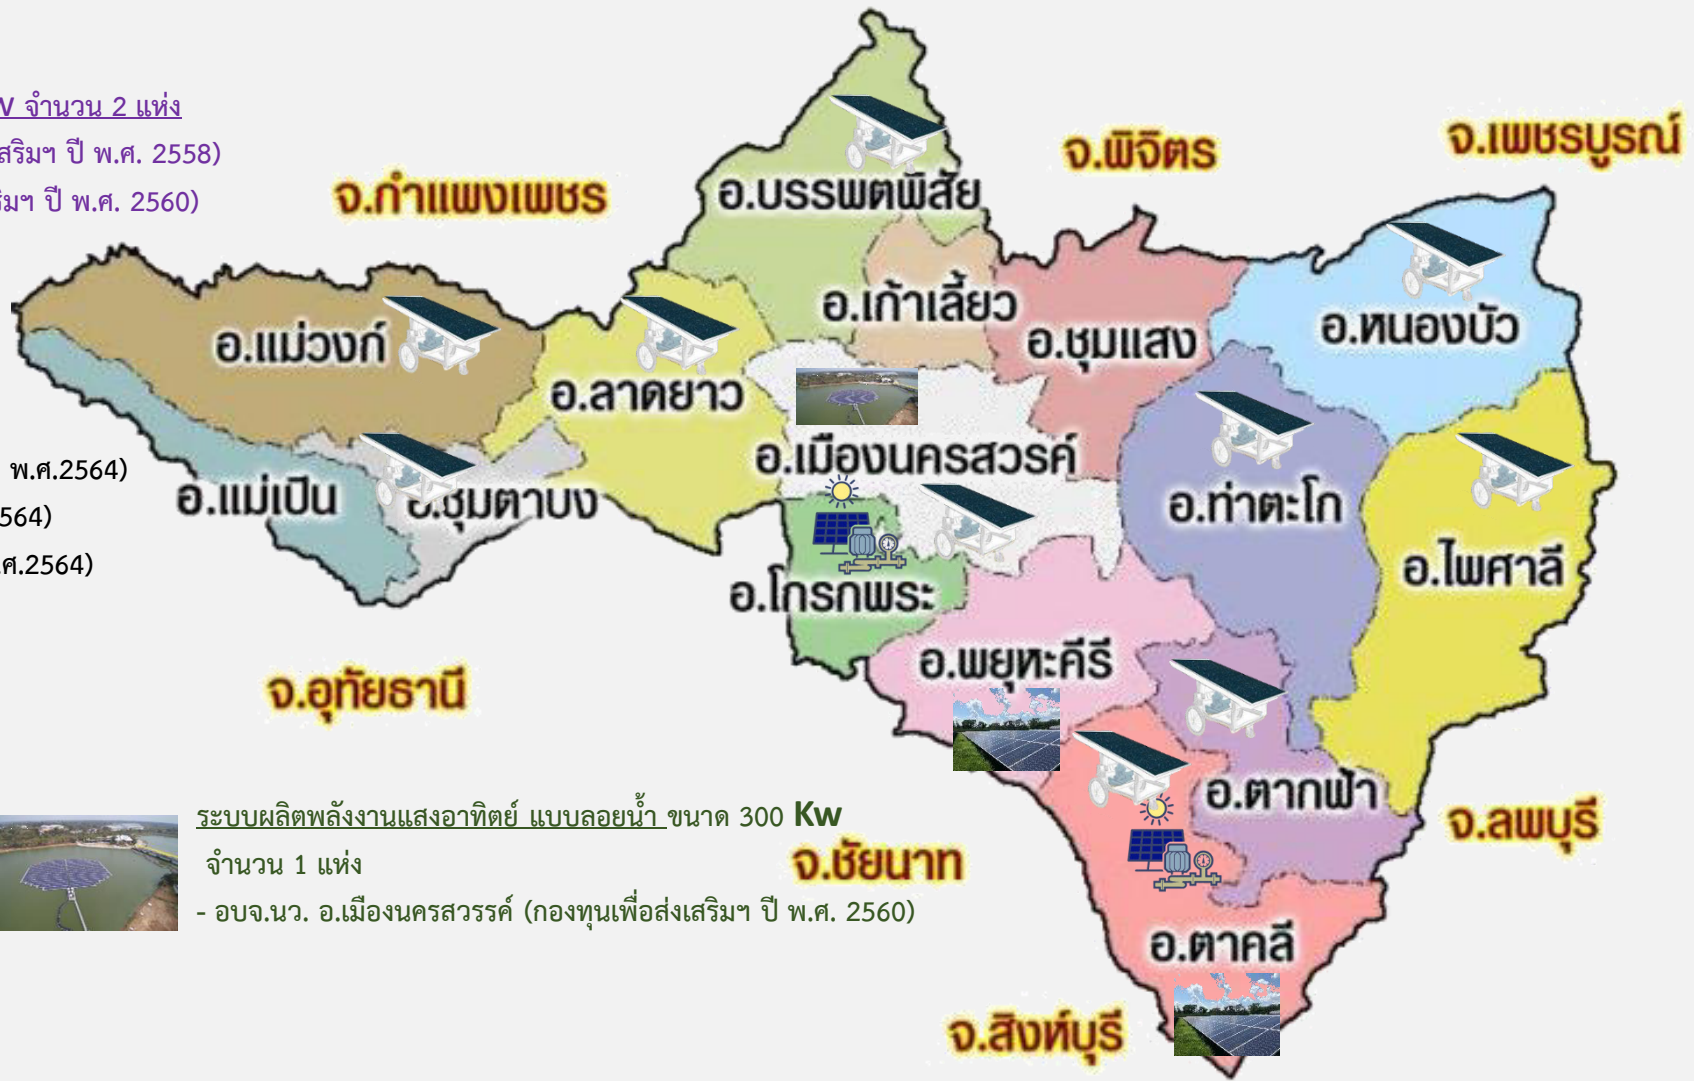 W จำนวน 2 แห่ง
สริมฯ ปี พ.ศ. 2558)
ริมฯ ปี พ.ศ. 2560)
จ.กำแพงเพชร
จ.พิจิตร
จ.เพชรบูรณ์
อ.บรรพตพิสัย
อ.เก้าเลี้ยว
อ.แม่วงก์
อ.ชุมแสง
อ.หนองบัว
อ.ลาดยาว
อ.เมืองนครสวรรค์
พ.ศ.2564)
อ.แม่เปิน
อ.ชุมตาบง
อ.ท่าตะโก
564)
.ศ.2564)
อ.ไพศาลี
อ.โกรกพระ
อ.พยุหะคีรี
จ.อุทัยธานี
อ.ตากฟ้า
ระบบผลิตพลังงานแสงอาทิตย์ แบบลอยน้ำ ขนาด 300 Kw
จำนวน 1 แห่ง
- อบจ.นว. อ.เมืองนครสวรรค์ (กองทุนเพื่อส่งเสริมฯ ปี พ.ศ. 2560)
จ.ชัยนาท
จ.ลพบุรี
อ.ตาคลี
จ.สิงห์บุรี